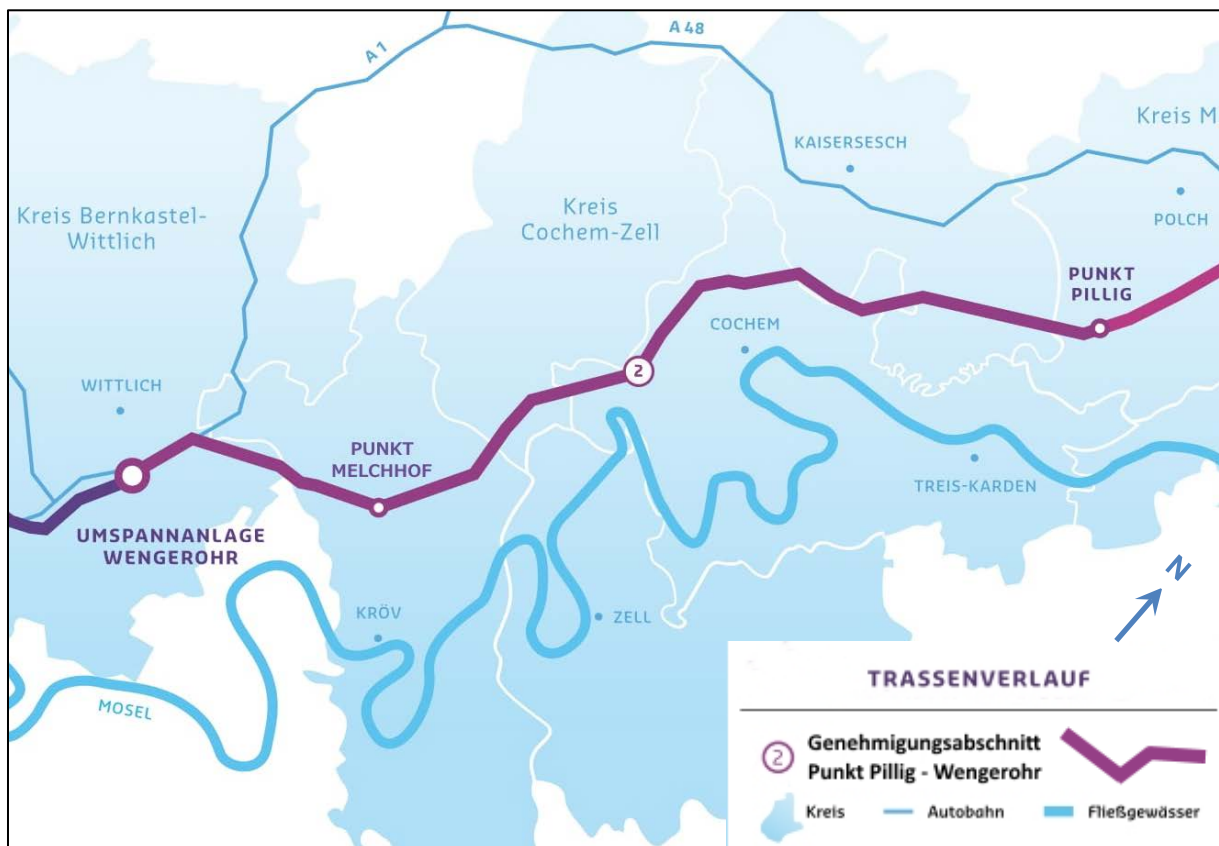 A 1
A 48
KAISERSESCH
Kreis M
POLCH
Kreis Bernkastel-
Wittlich
Kreis
Cochem-Zell
PUNKT
PILLIG
COCHEM
2
WITTLICH
PUNKT
MELCHHOF
TREIS-KARDEN
UMSPANNANLAGE
WENGEROHR
N
KRÖV
ZELL
MOSEL
TRASSENVERLAUF
2 Genehmigungsabschnitt
Punkt Pillig - Wengerohr
Kreis Autobahn Fließgewässer